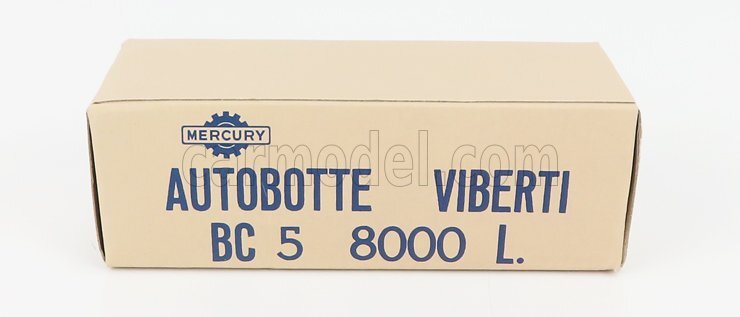 MERCURY
carmodel.com
AUTOBOTTE VIBERTI
BC 5 8000 L.